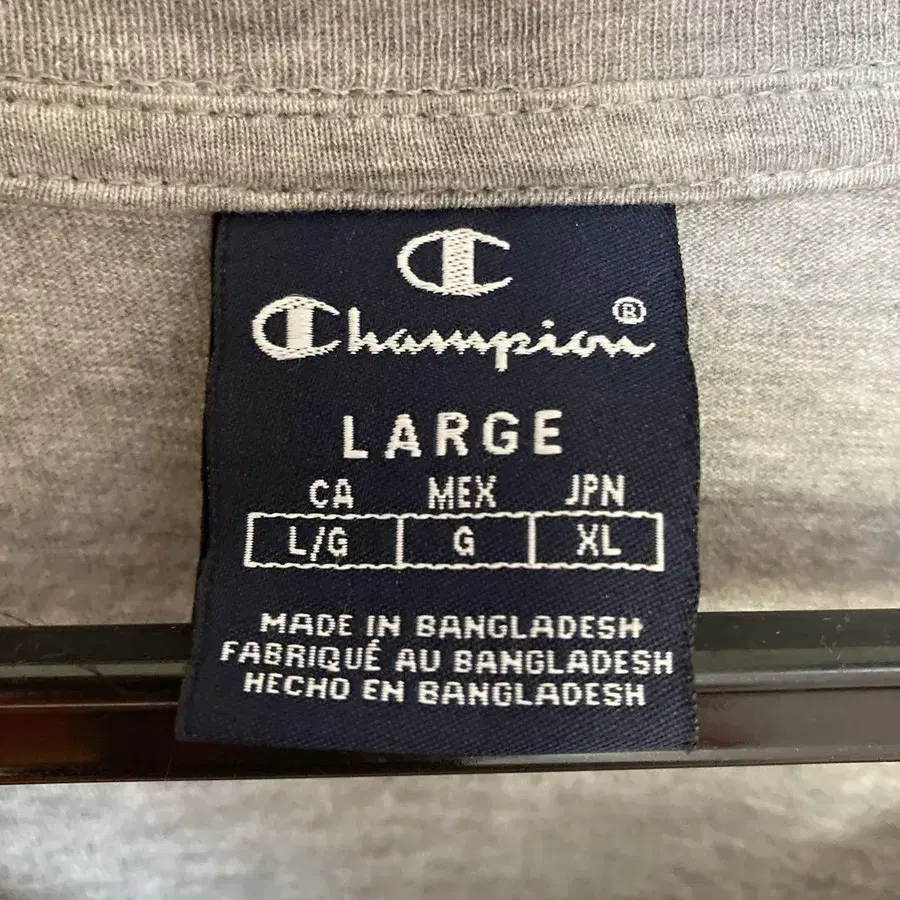 C
Champion®
LARGE
CA MEX JPN
L/G G XL
MADE IN BANGLADESH
FABRIQUÉ AU BANGLADESH
HECHO EN BANGLADESH